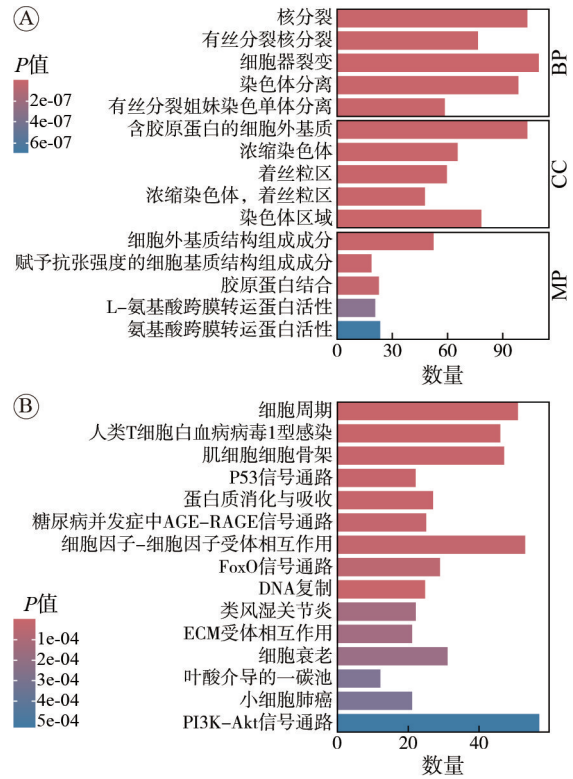 A
P值
2e-07
4e-07
6e-07
核分裂
有丝分裂核分裂
细胞器裂变
染色体分离
有丝分裂姐妹染色单体分离
BP
含胶原蛋白的细胞外基质
浓缩染色体
着丝粒区
浓缩染色体，着丝粒区
染色体区域
CC
细胞外基质结构组成成分
赋予抗张强度的细胞基质结构组成成分
胶原蛋白结合
L-氨基酸跨膜转运蛋白活性
氨基酸跨膜转运蛋白活性
MP
0 30 60 90
数量
B
细胞周期
人类T细胞白血病病毒1型感染
肌细胞细胞骨架
P53信号通路
蛋白质消化与吸收
糖尿病并发症中AGE-RAGE信号通路
细胞因子-细胞因子受体相互作用
FoxO信号通路
DNA复制
类风湿关节炎
ECM受体相互作用
细胞衰老
叶酸介导的一碳池
小细胞肺癌
PI3K-Akt信号通路
P值
1e-04
2e-04
3e-04
4e-04
5e-04
0 20 40
数量